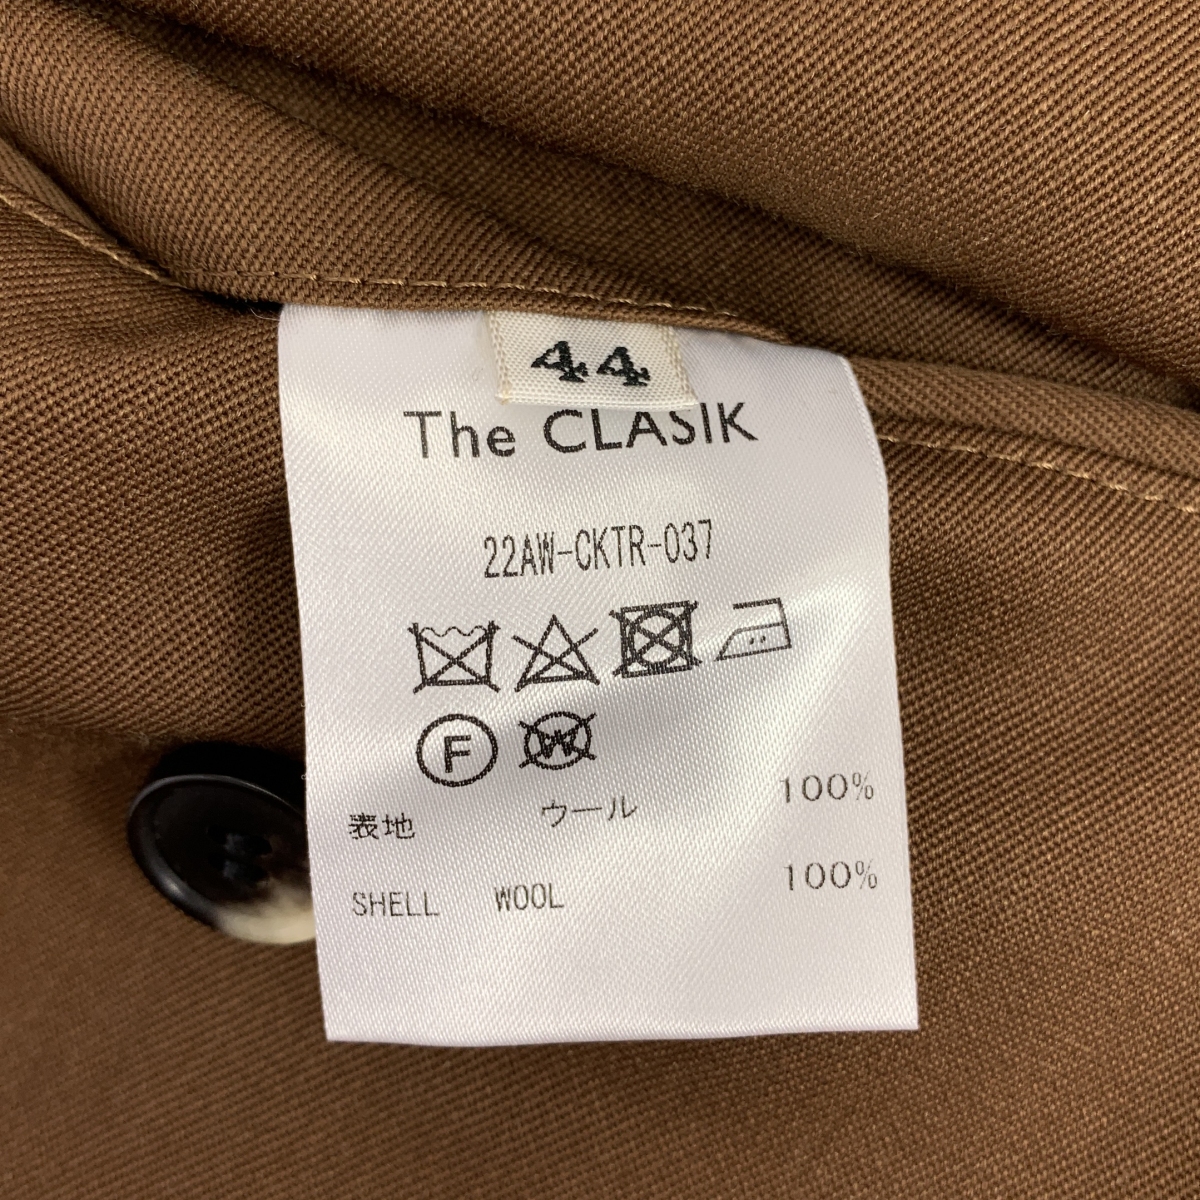 44
The CLASIK
22AW-CKTR-037
F W
表地 ウール 100%
SHELL WOOL 100%